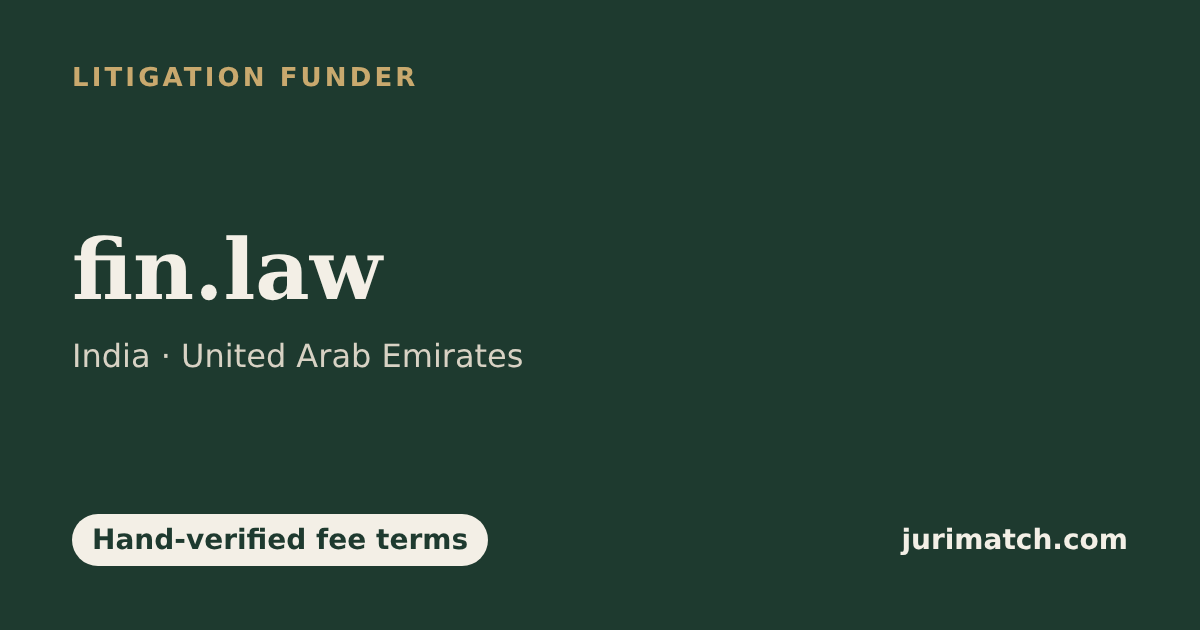 LITIGATION FUNDER
fin.law
India · United Arab Emirates
Hand-verified fee terms
jurimatch.com